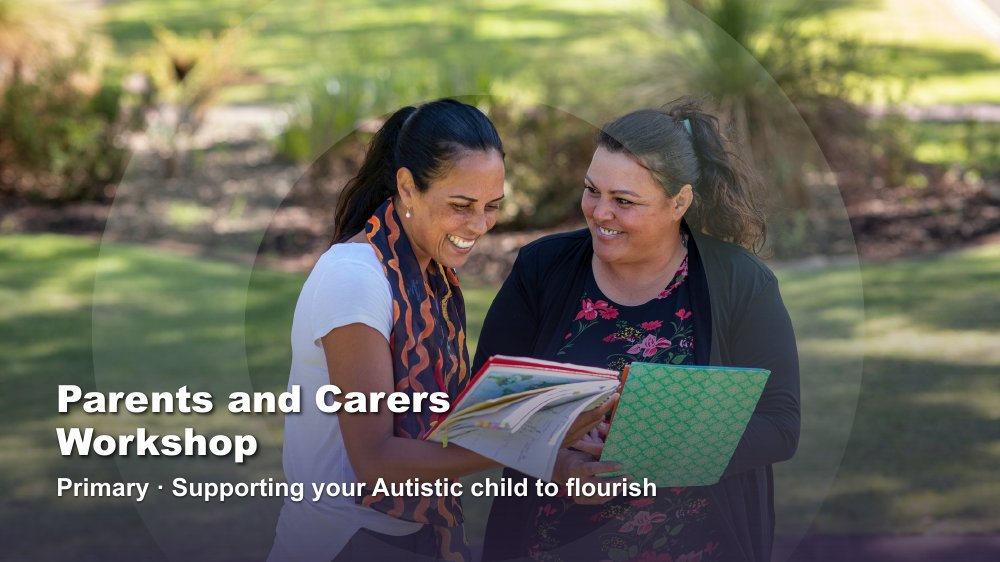 Parents and Carers
Workshop
Primary · Supporting your Autistic child to flourish